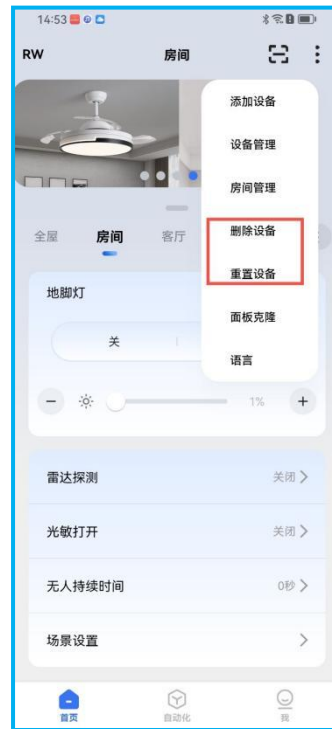 14:53
RW
房间
添加设备
设备管理
房间管理
删除设备
重置设备
面板克隆
语言
全屋 房间 客厅
地脚灯
关
1%
雷达探测 关闭
光敏打开 关闭
无人持续时间 0秒
场景设置
首页 自动化 我